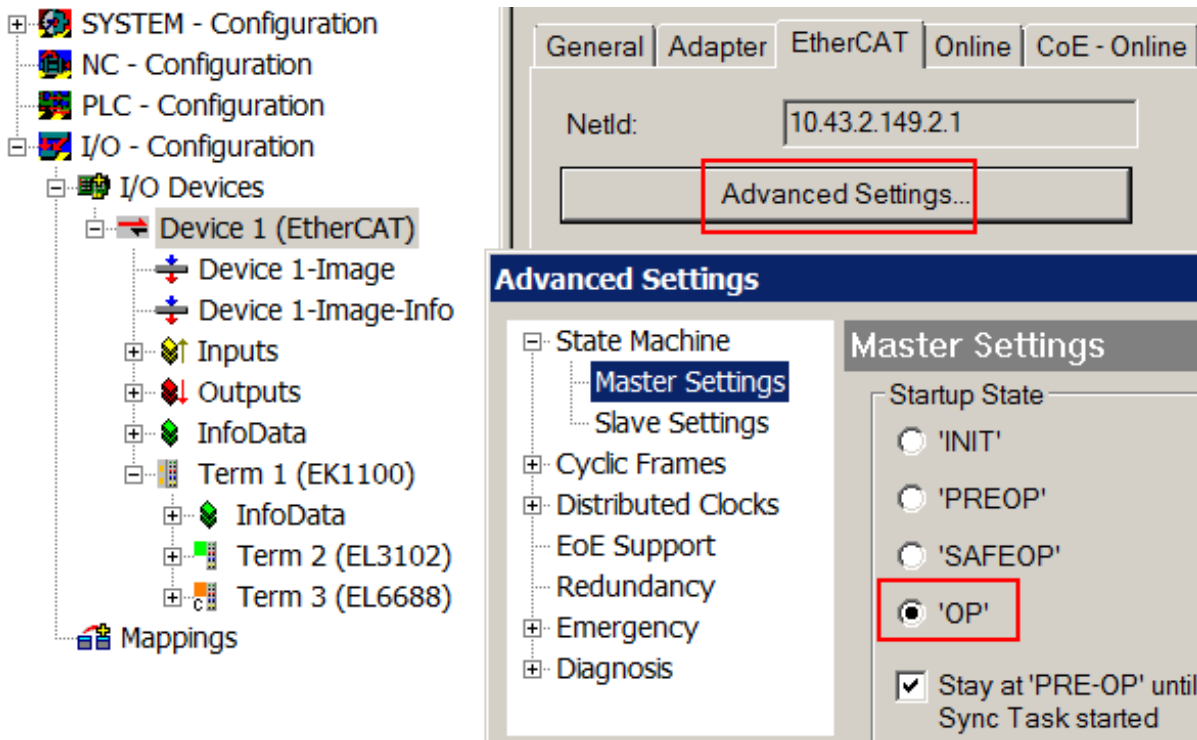 SYSTEM - Configuration
NC - Configuration
PLC - Configuration
I/O - Configuration
I/O Devices
Device 1 (EtherCAT)
Device 1-Image
Device 1-Image-Info
Inputs
Outputs
InfoData
Term 1 (EK1100)
InfoData
Term 2 (EL3102)
C
Term 3 (EL6688)
Mappings
General Adapter EtherCAT Online CoE - Online
NetId: 10.43.2.149.2.1
Advanced Settings...
Advanced Settings
State Machine
Master Settings
Slave Settings
Cyclic Frames
Distributed Clocks
EoE Support
Redundancy
Emergency
Diagnosis
Master Settings
Startup State
'INIT'
'PREOP'
'SAFEOP'
'OP'
Stay at 'PRE-OP' until
Sync Task started